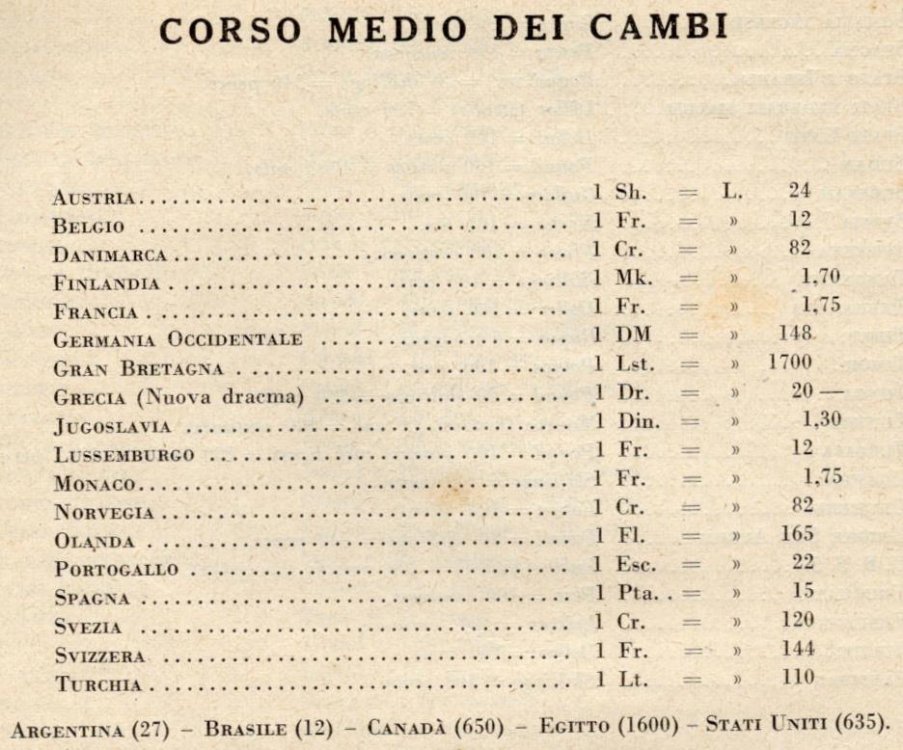 CORSO MEDIO DEI CAMBI
AUSTRIA........................................ 1 Sh. = L. 24
BELGIO ........................................ 1 Fr. = » 12
DANIMARCA........................................ 1 Cr. = » 82
FINLANDIA ........................................ 1 Mk. = » 1,70
FRANCIA ........................................ 1 Fr. = » 1,75
GERMANIA OCCIDENTALE ........................ 1 DM = » 148
GRAN BRETAGNA ................................ 1 Lst. = » 1700
GRECIA (Nuova dracma) ........................ 1 Dr. = » 20 —
JUGOSLAVIA ................................ 1 Din. = » 1,30
LUSSEMBURGO ................................ 1 Fr. = » 12
MONACO........................................ 1 Fr. = » 1,75
NORVEGIA........................................ 1 Cr. = » 82
OLANDA ........................................ 1 Fl. = » 165
PORTOGALLO ................................ 1 Esc. = » 22
SPAGNA ........................................ 1 Pta. . = » 15
SVEZIA ........................................ 1 Cr. = » 120
SVIZZERA ........................................ 1 Fr. = » 144
TURCHIA........................................ 1 Lt. = » 110
ARGENTINA (27) – BRASILE (12) – CANADÀ (650) – EGITTO (1600) – STATI UNITI (635).